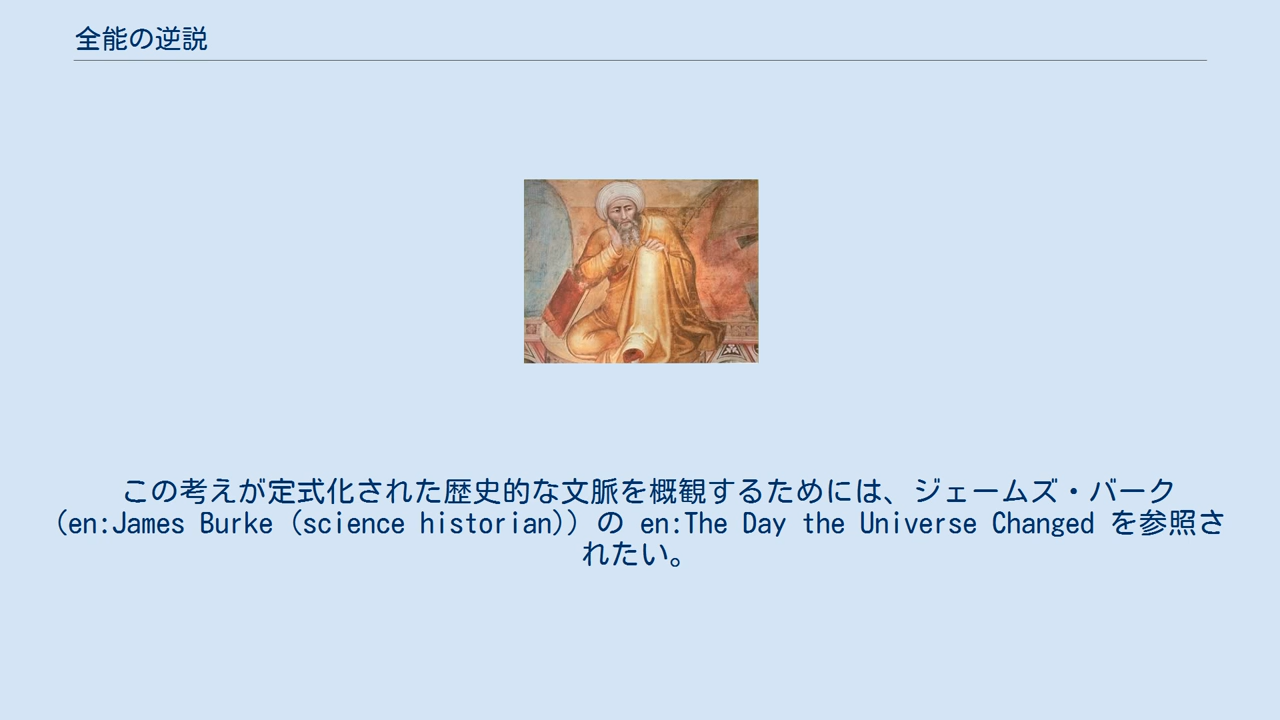 全能の逆説
この考えが定式化された歴史的な文脈を概観するためには、ジェームズ・バーク
(en:James Burke (science historian)) の en:The Day the Universe Changed を参照さ
れたい。